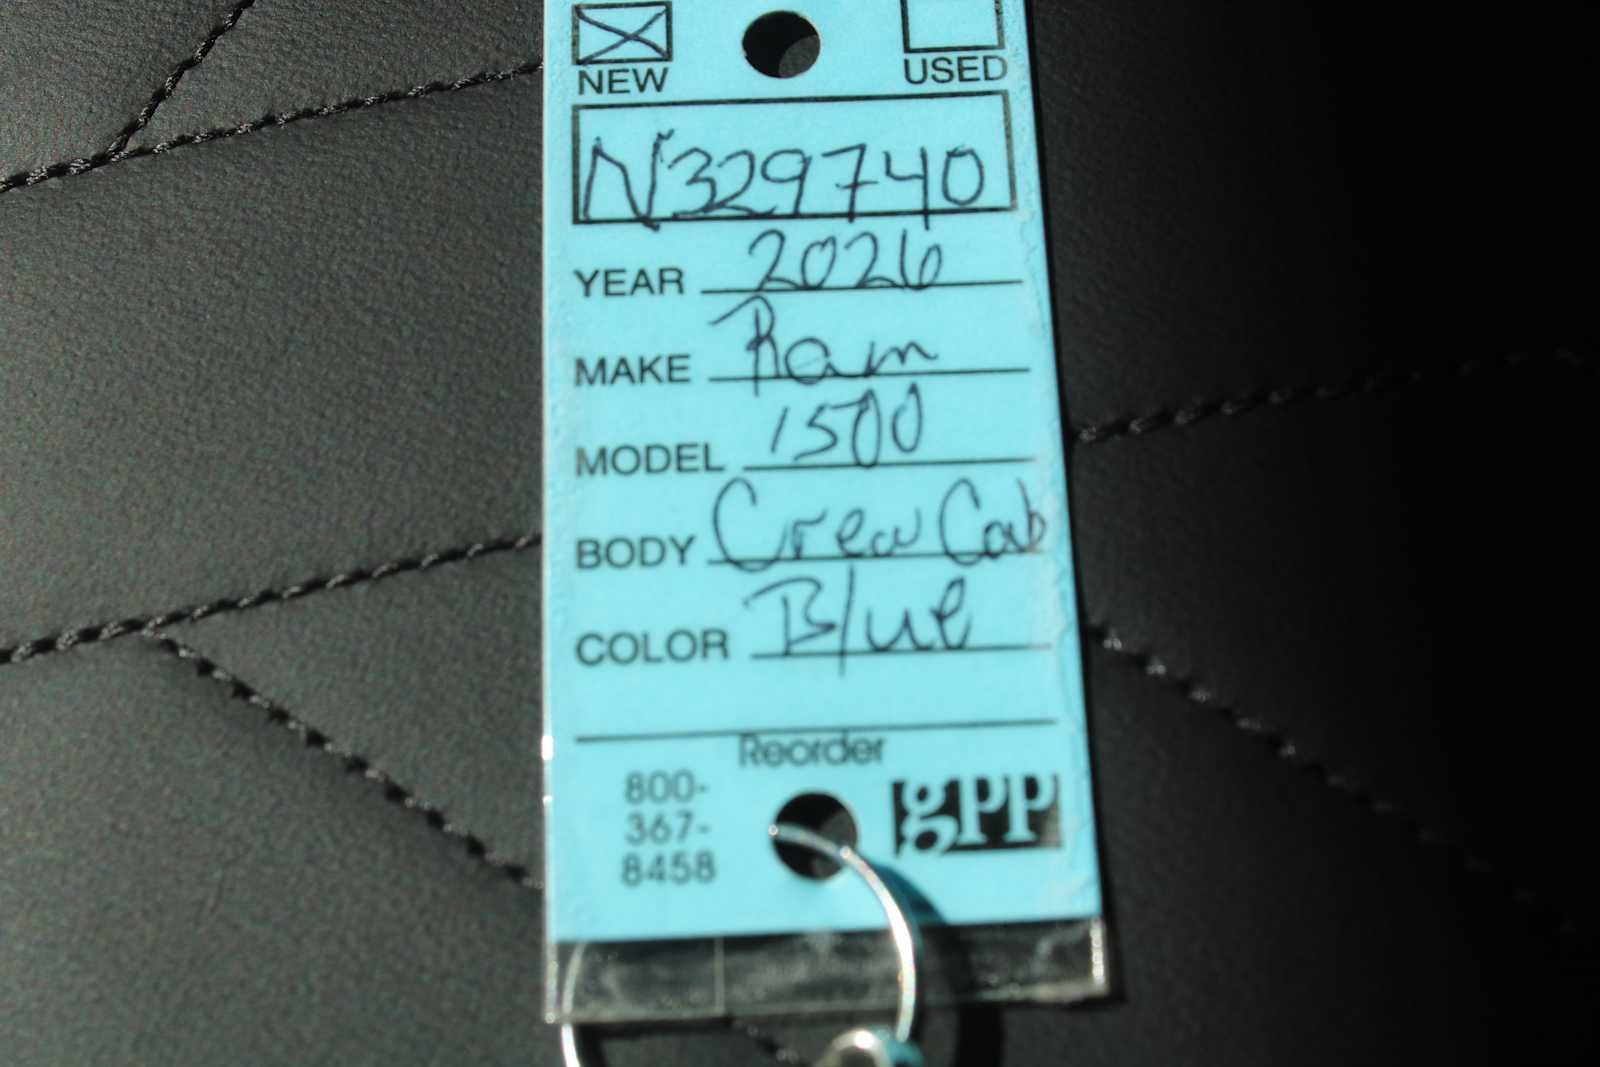 NEW USED
N329740
YEAR 2026
MAKE Ram
MODEL 1500
BODY Crew Cab
COLOR Blue
Reorder
800-
367-
8458
gPP